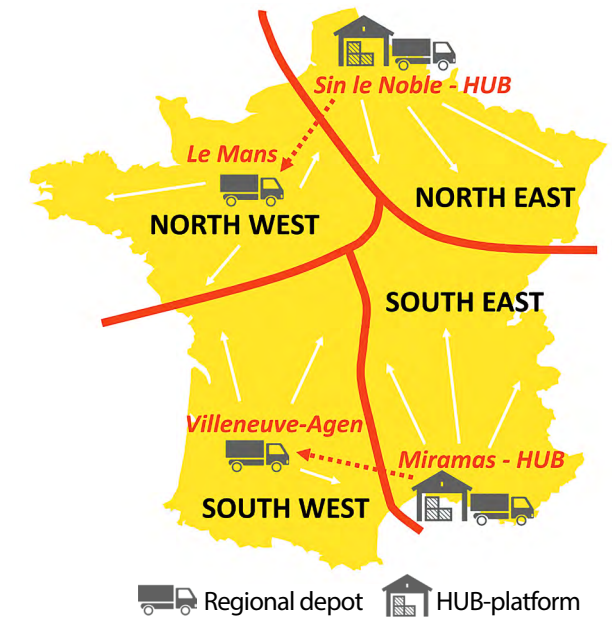 Sin le Noble - HUB
Le Mans
NORTH EAST
NORTH WEST
SOUTH EAST
Villeneuve-Agen
Miramas - HUB
SOUTH WEST
Regional depot
HUB-platform